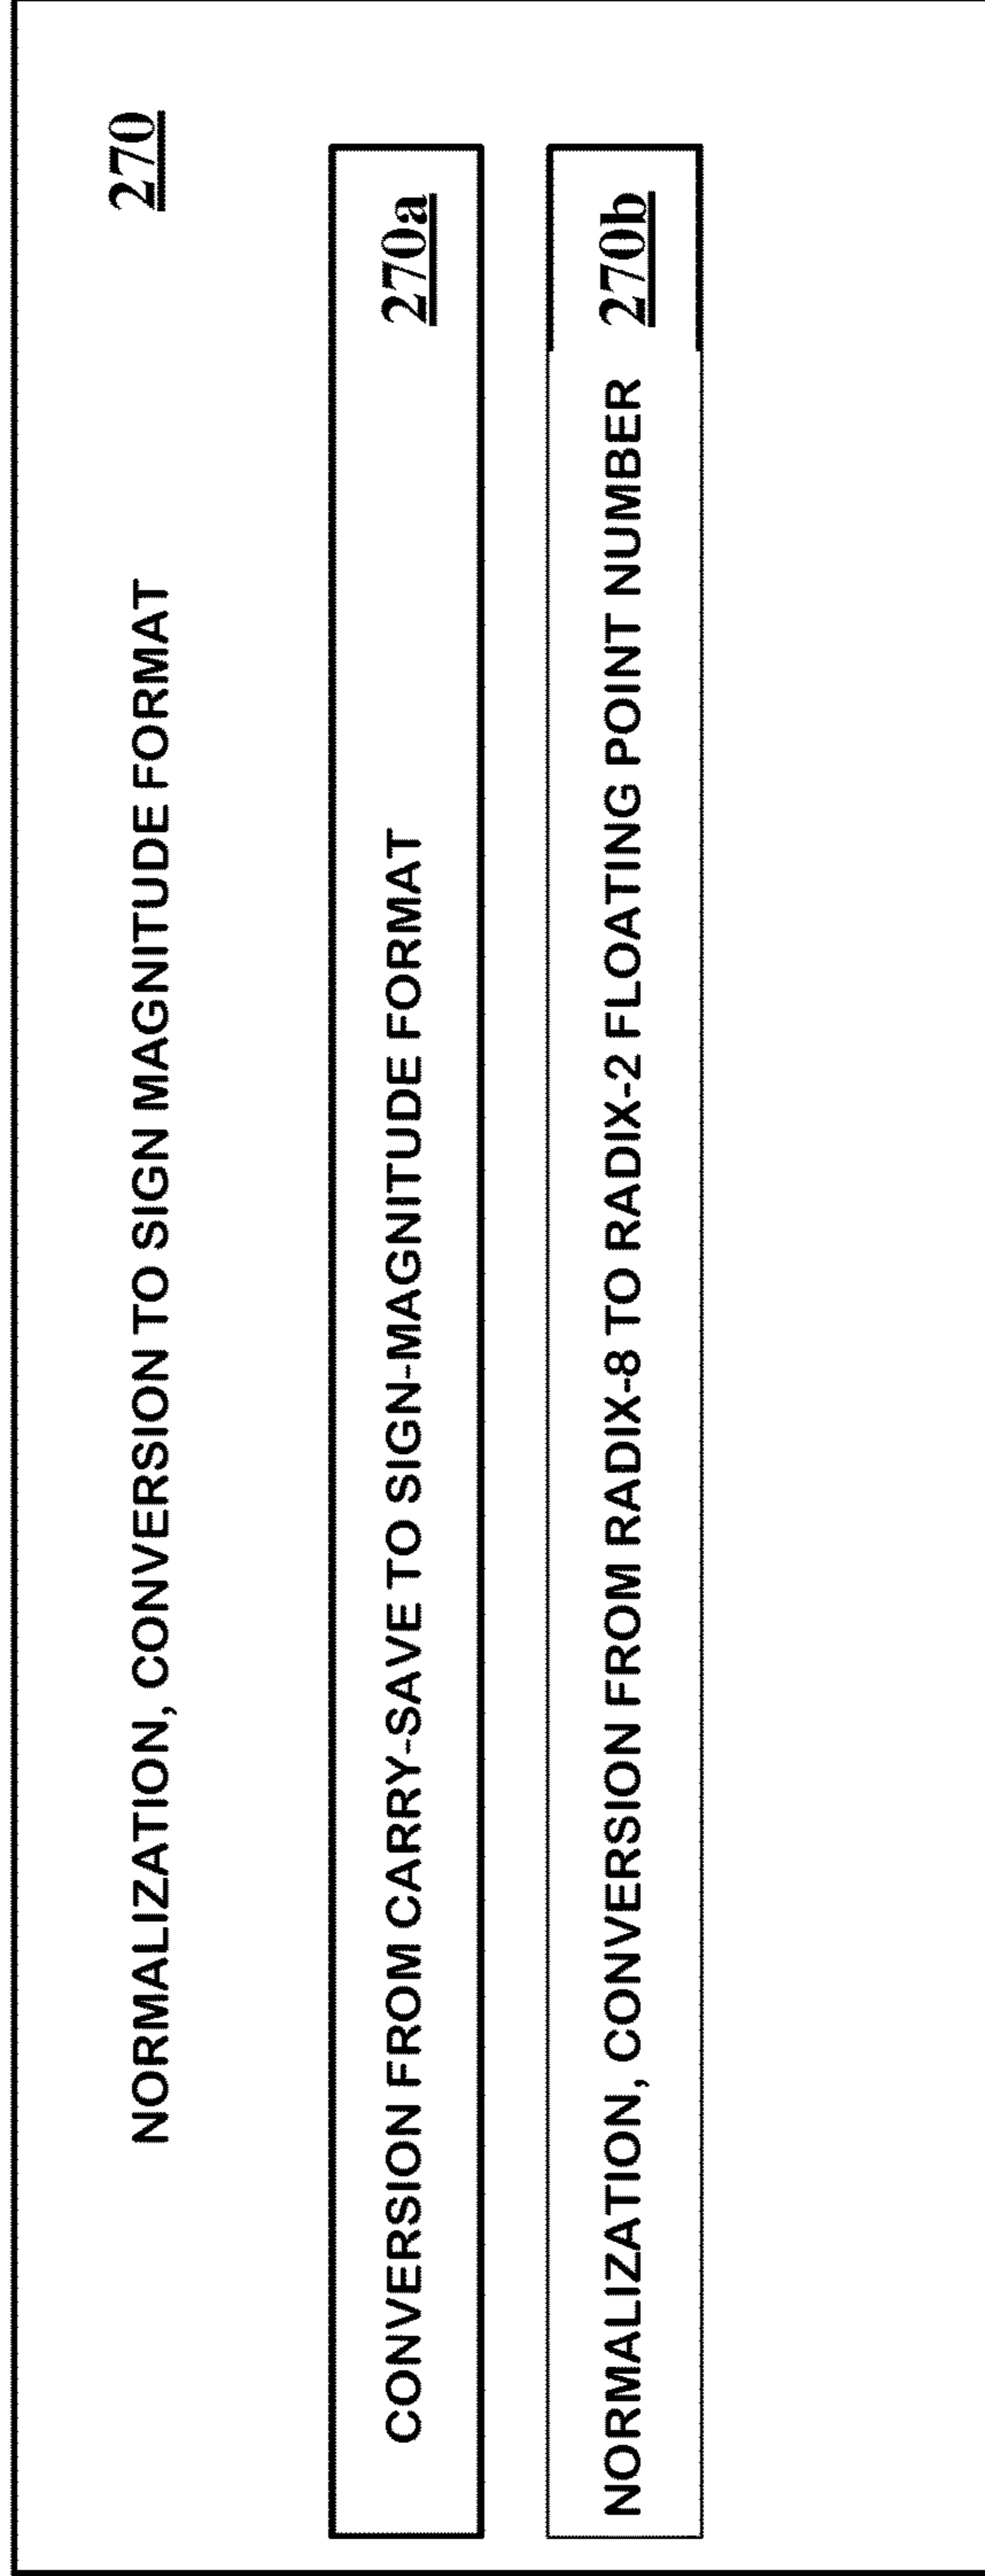 NORMALIZATION, CONVERSION TO SIGN MAGNITUDE FORMAT 270
CONVERSION FROM CARRY-SAVE TO SIGN-MAGNITUDE FORMAT 270a
NORMALIZATION, CONVERSION FROM RADIX-8 TO RADIX-2 FLOATING POINT NUMBER 270b